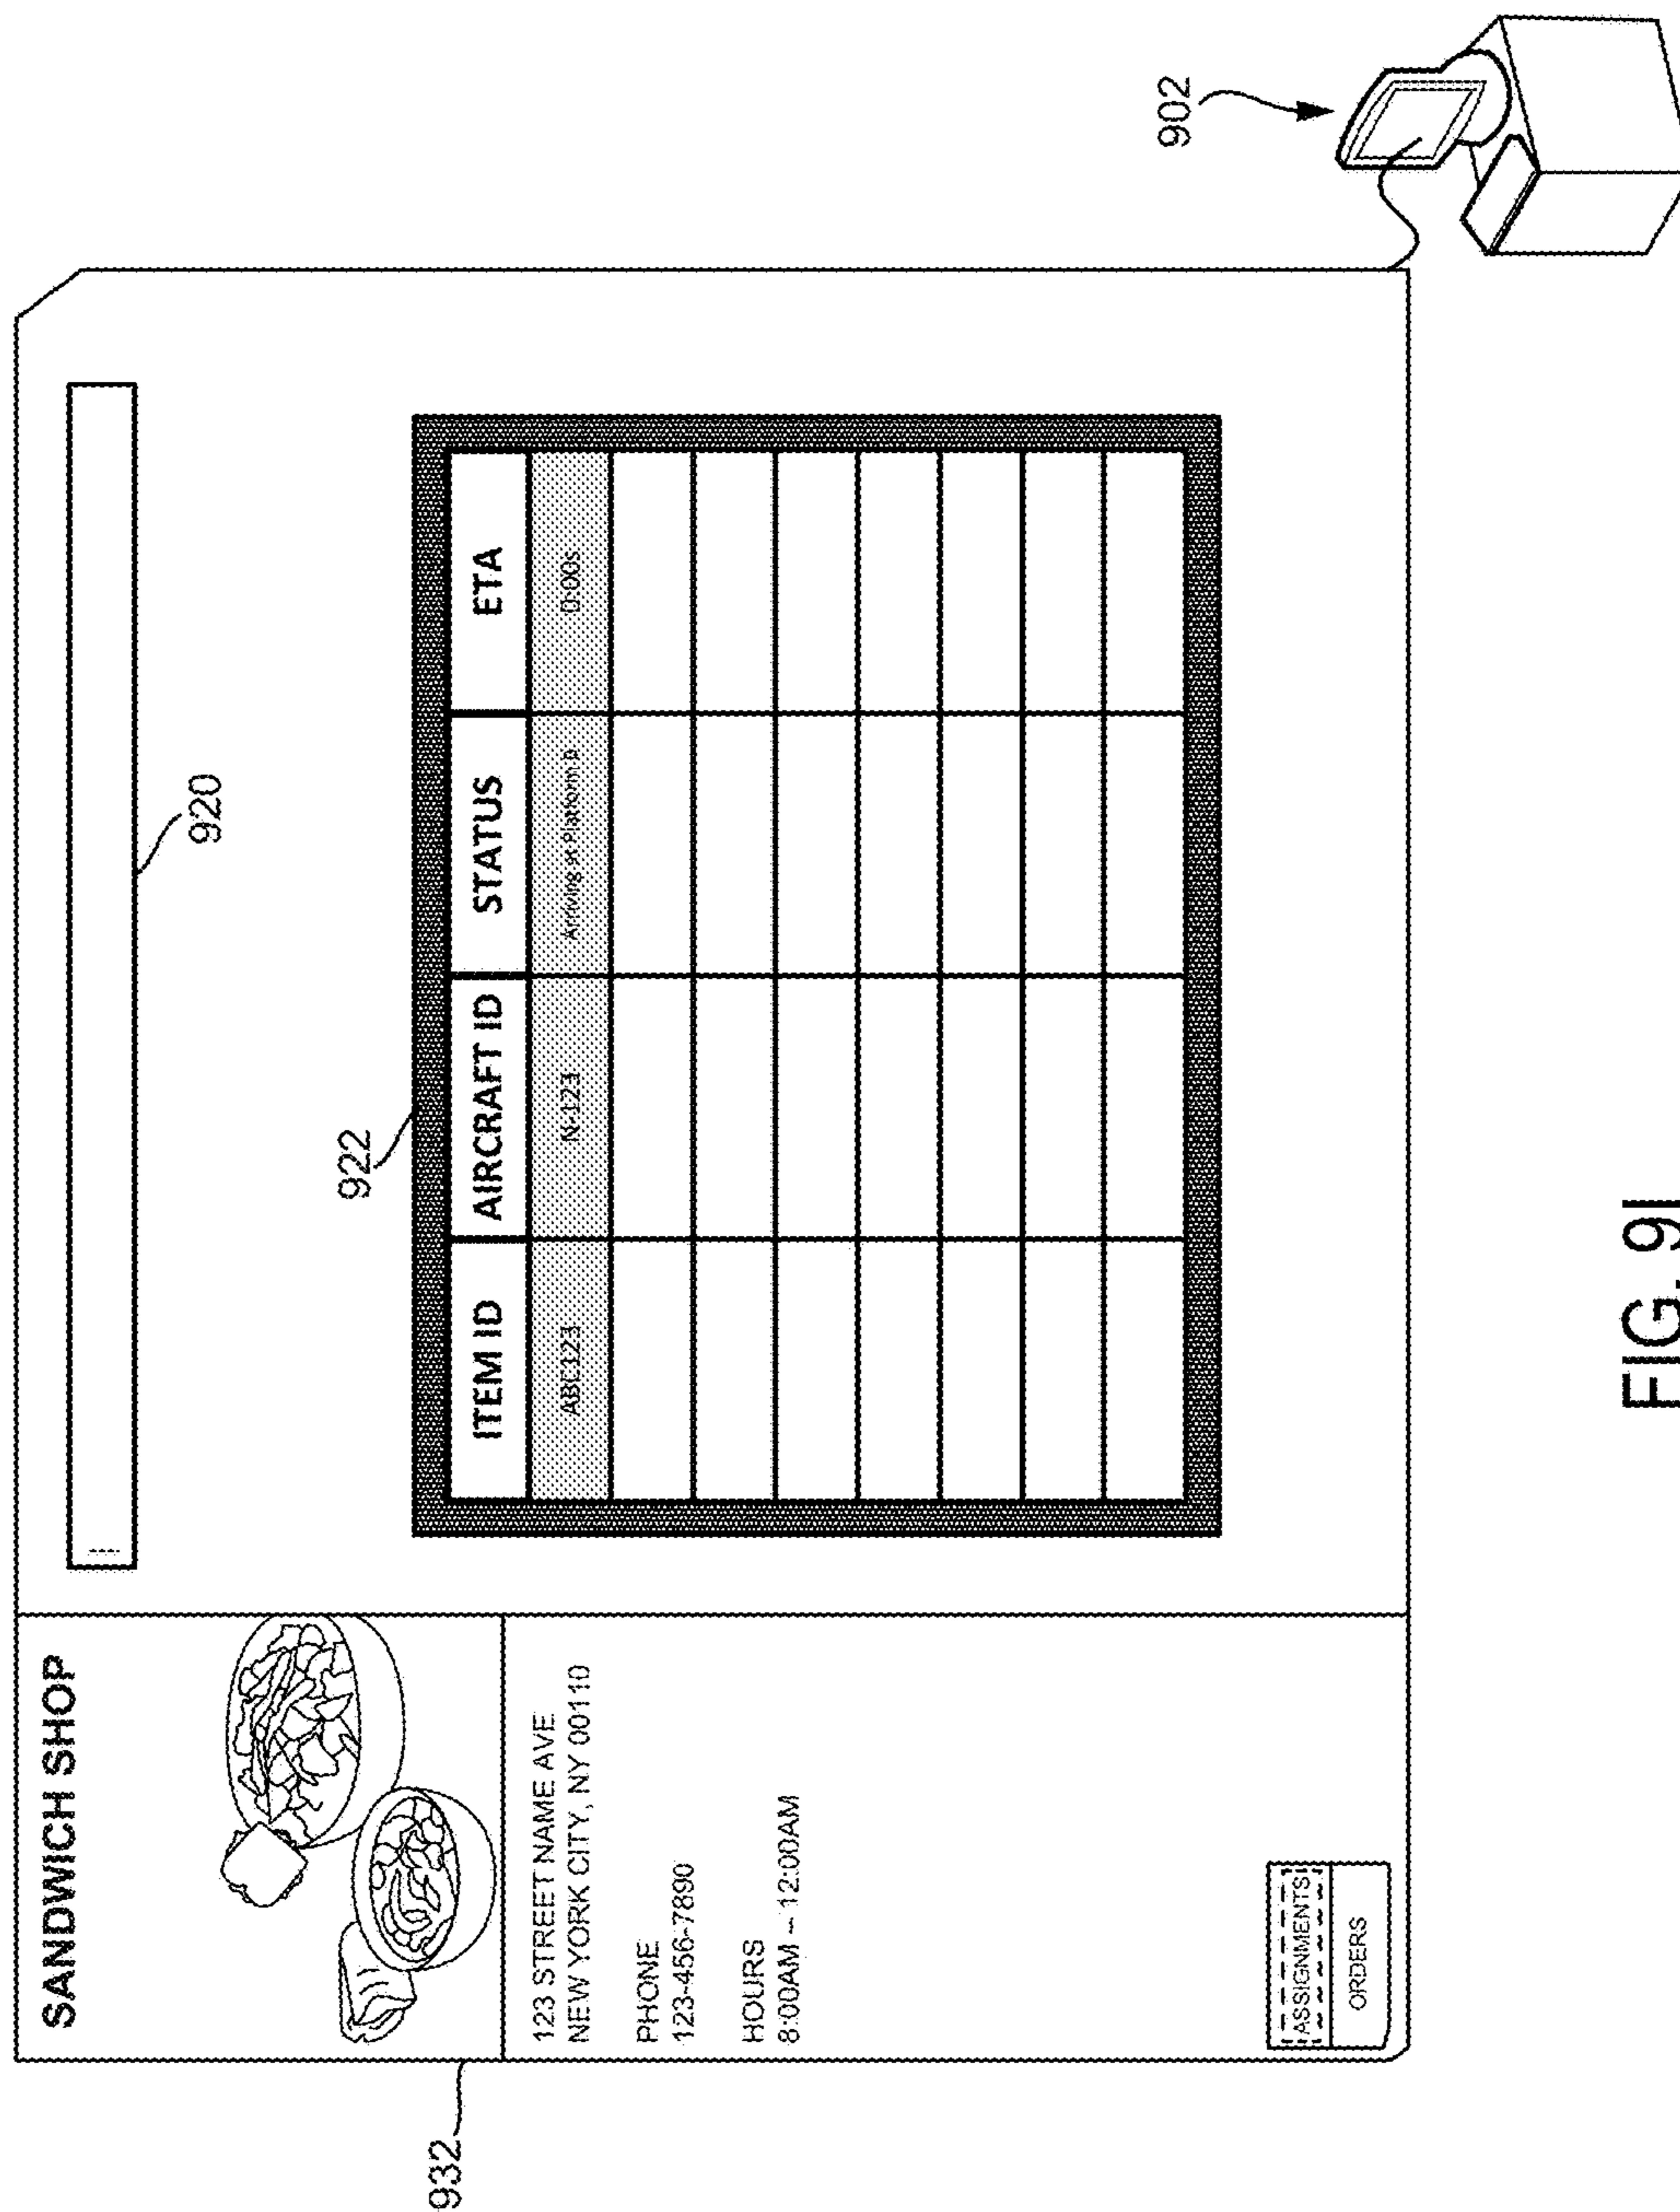 SANDWICH SHOP
932
123 STREET NAME AVE
NEW YORK CITY, NY 00110
PHONE
123-456-7890
HOURS
8:00AM – 12:00AM
ASSIGNMENTS
ORDERS
920
922
ITEM ID AIRCRAFT ID STATUS ETA
ABC123 N-123 Arriving at Platform 0:00s
902
FIG. 9I